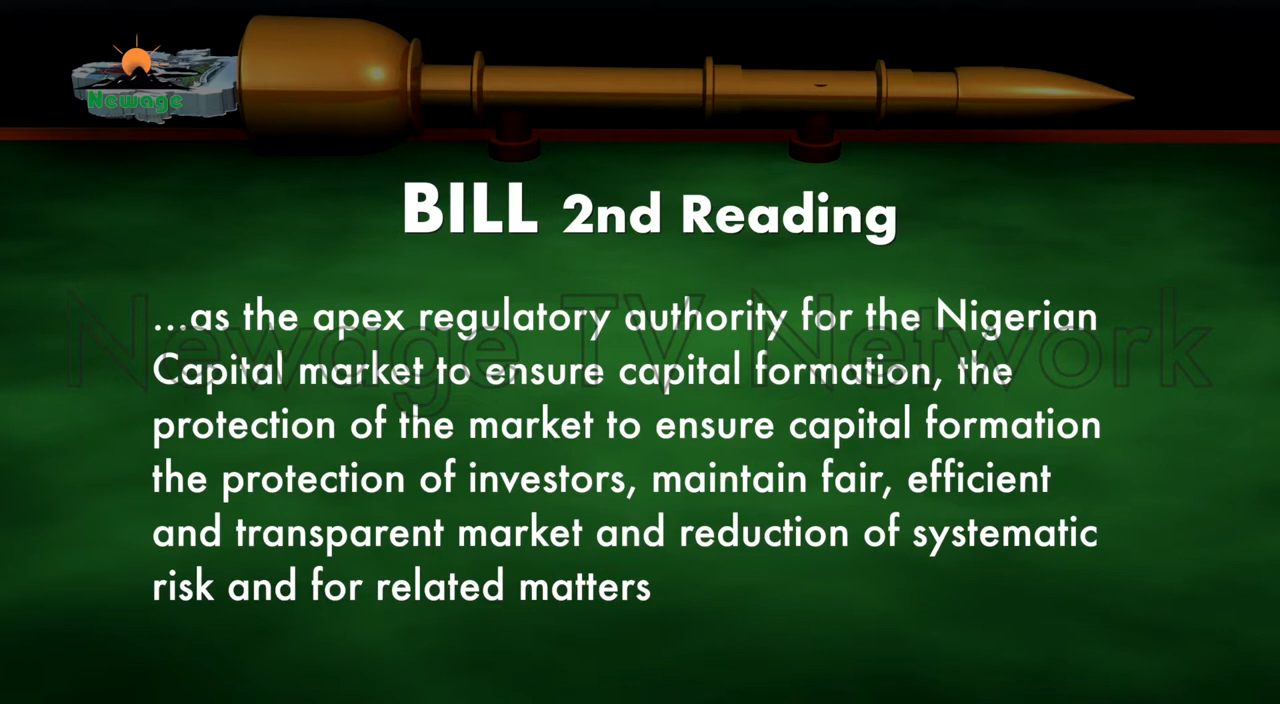 Newage
BILL 2nd Reading
...as the apex regulatory authority for the Nigerian
Capital market to ensure capital formation, the
protection of the market to ensure capital formation
the protection of investors, maintain fair, efficient
and transparent market and reduction of systematic
risk and for related matters
Newage TV Network